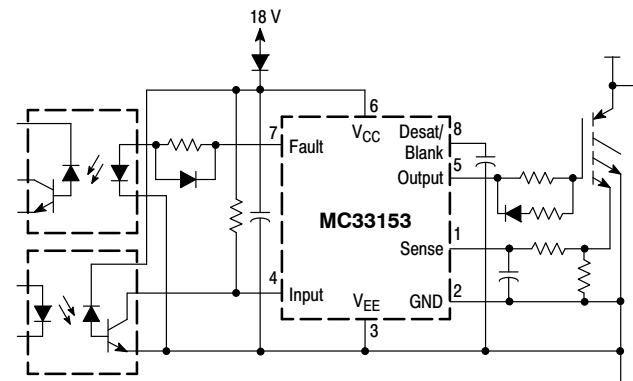 18 V
6
VCC
Desat/
Blank
8
7
Fault
5
Output
MC33153
Sense
1
4
Input
VEE
GND
2
3